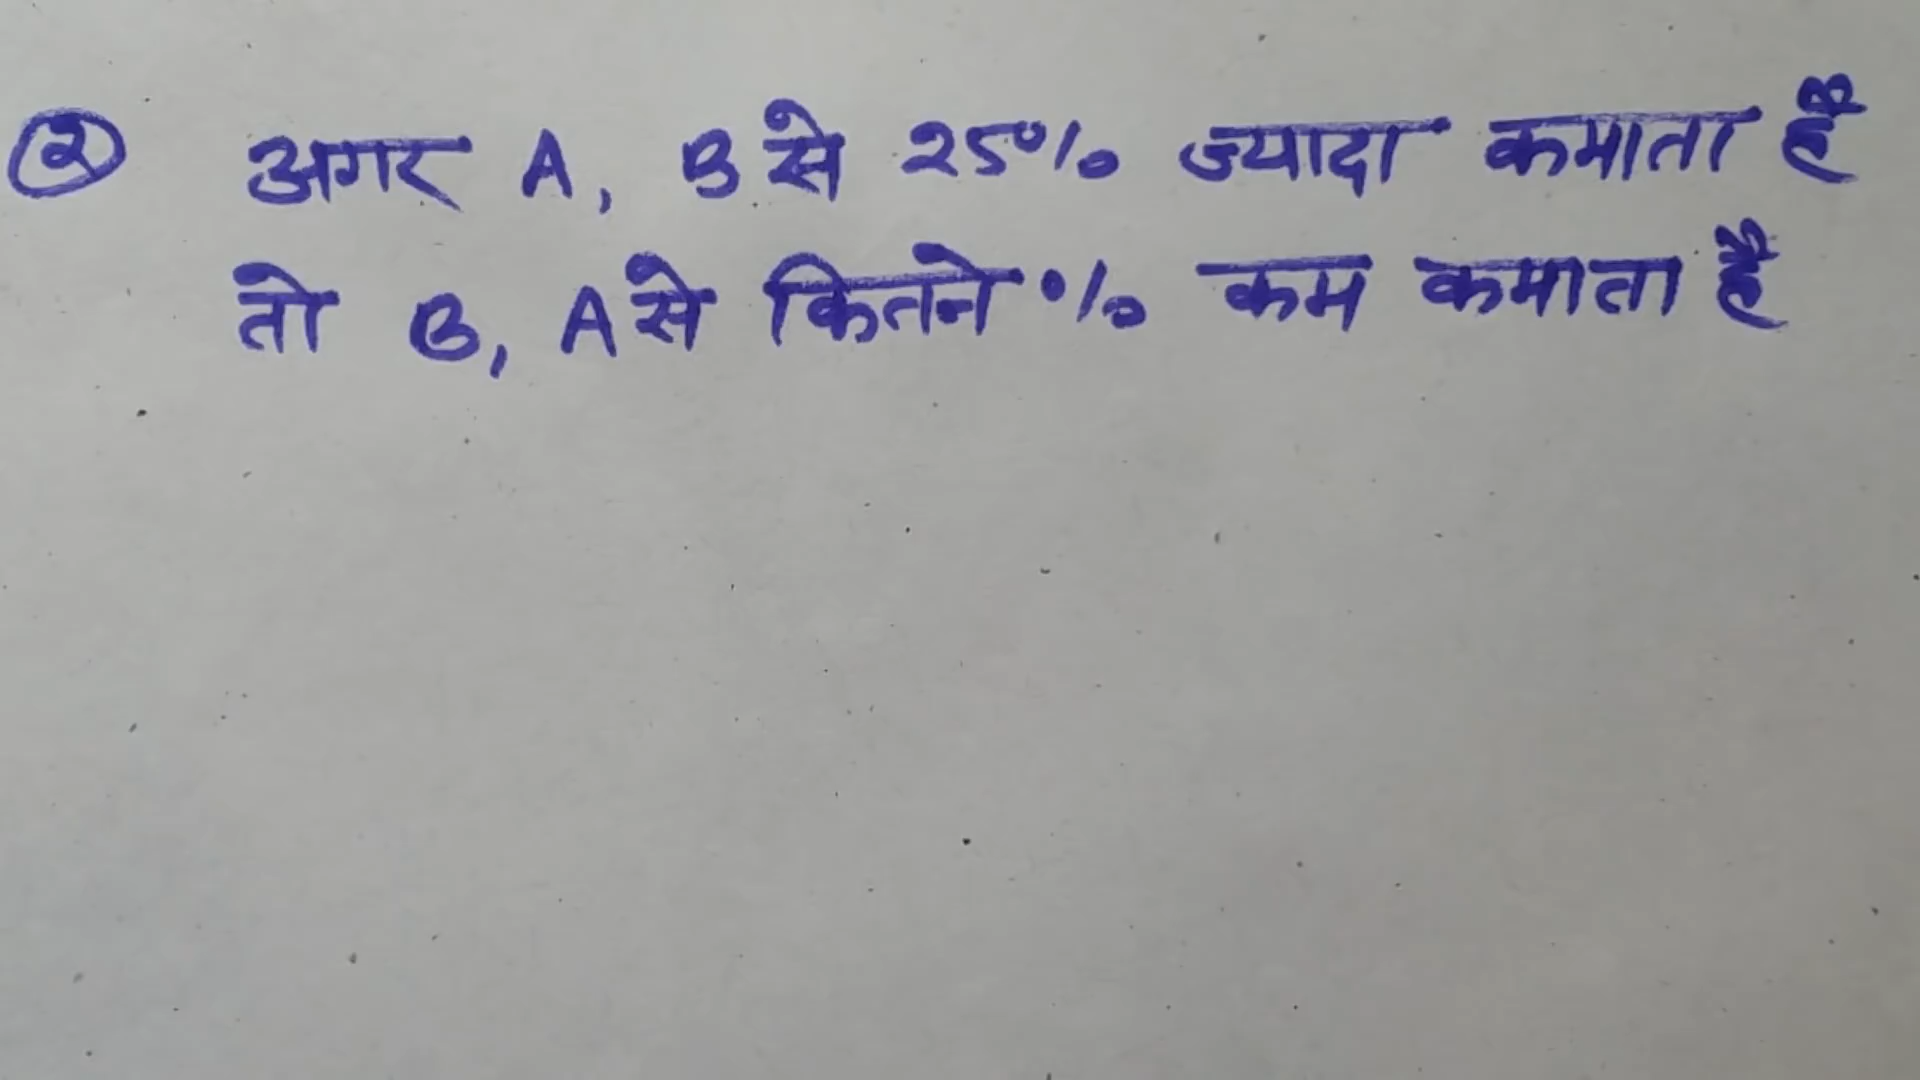 ② अगर A, B से 25% ज्यादा कमाता हैं
तो B, A से कितने % कम कमाता है